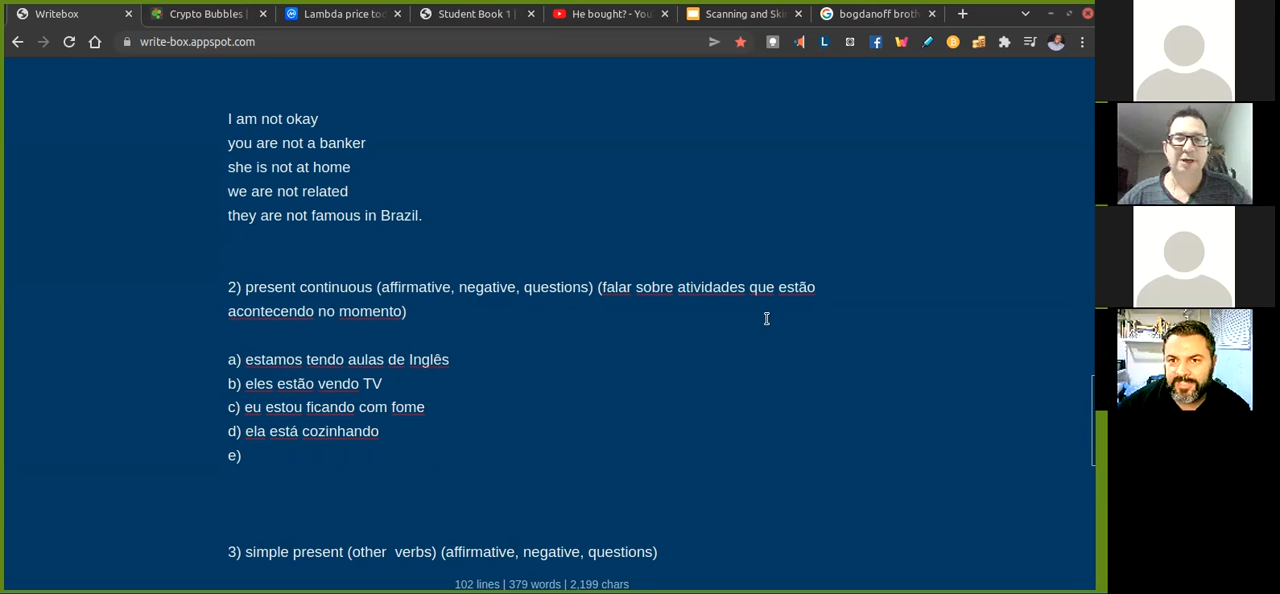 Writebox
Crypto Bubbles
Lambda price to
Student Book 1
He bought? - You
Scanning and Ski
bogdanoff broth
write-box.appspot.com
I am not okay
you are not a banker
she is not at home
we are not related
they are not famous in Brazil.
2) present continuous (affirmative, negative, questions) (falar sobre atividades que estão
acontecendo no momento)
a) estamos tendo aulas de Inglês
b) eles estão vendo TV
c) eu estou ficando com fome
d) ela está cozinhando
e)
3) simple present (other  verbs) (affirmative, negative, questions)
102 lines | 379 words | 2,199 chars